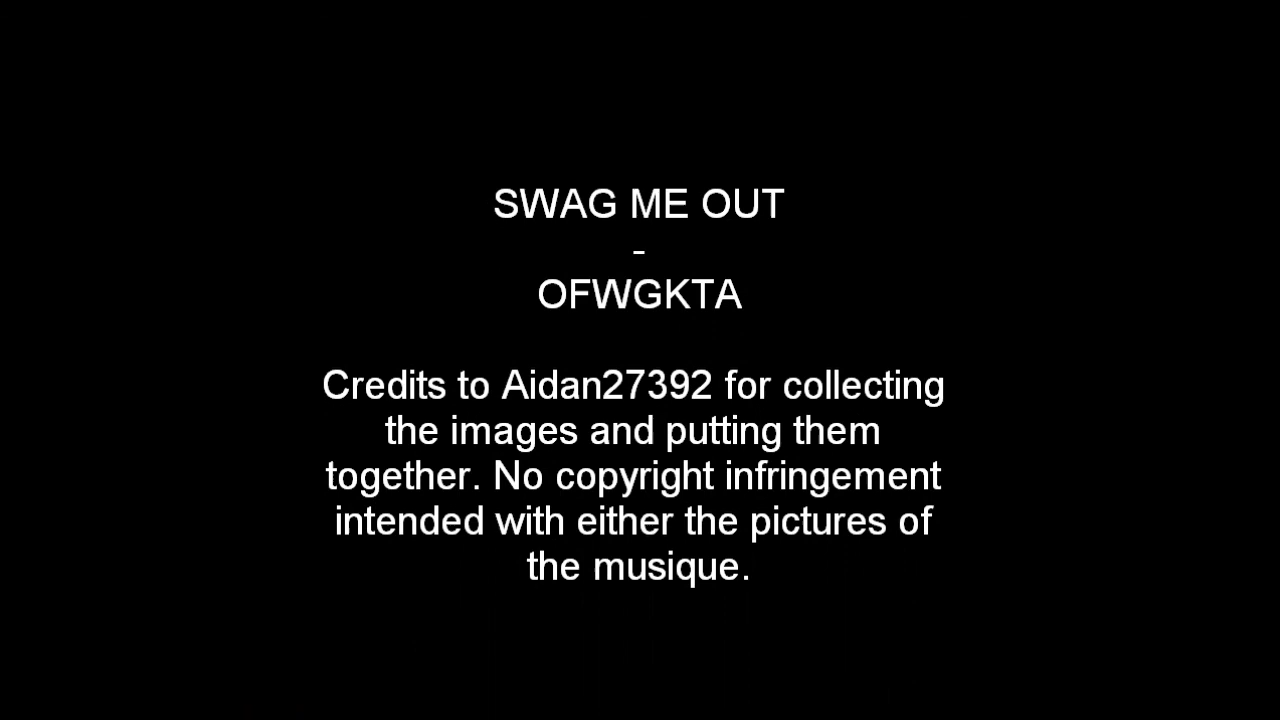 SWAG ME OUT
-
OFWGKTA
Credits to Aidan27392 for collecting
the images and putting them
together. No copyright infringement
intended with either the pictures of
the musique.